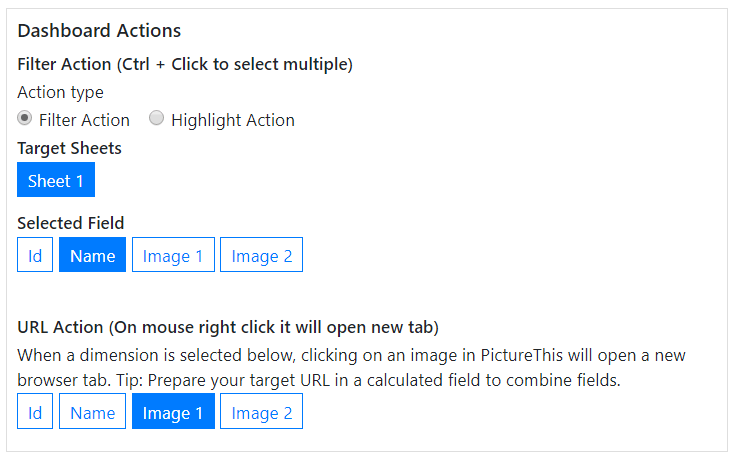 Dashboard Actions
Filter Action (Ctrl + Click to select multiple)
Action type
Filter Action Highlight Action
Target Sheets
Sheet 1
Selected Field
Id Name Image 1 Image 2
URL Action (On mouse right click it will open new tab)
When a dimension is selected below, clicking on an image in PictureThis will open a new
browser tab. Tip: Prepare your target URL in a calculated field to combine fields.
Id Name Image 1 Image 2